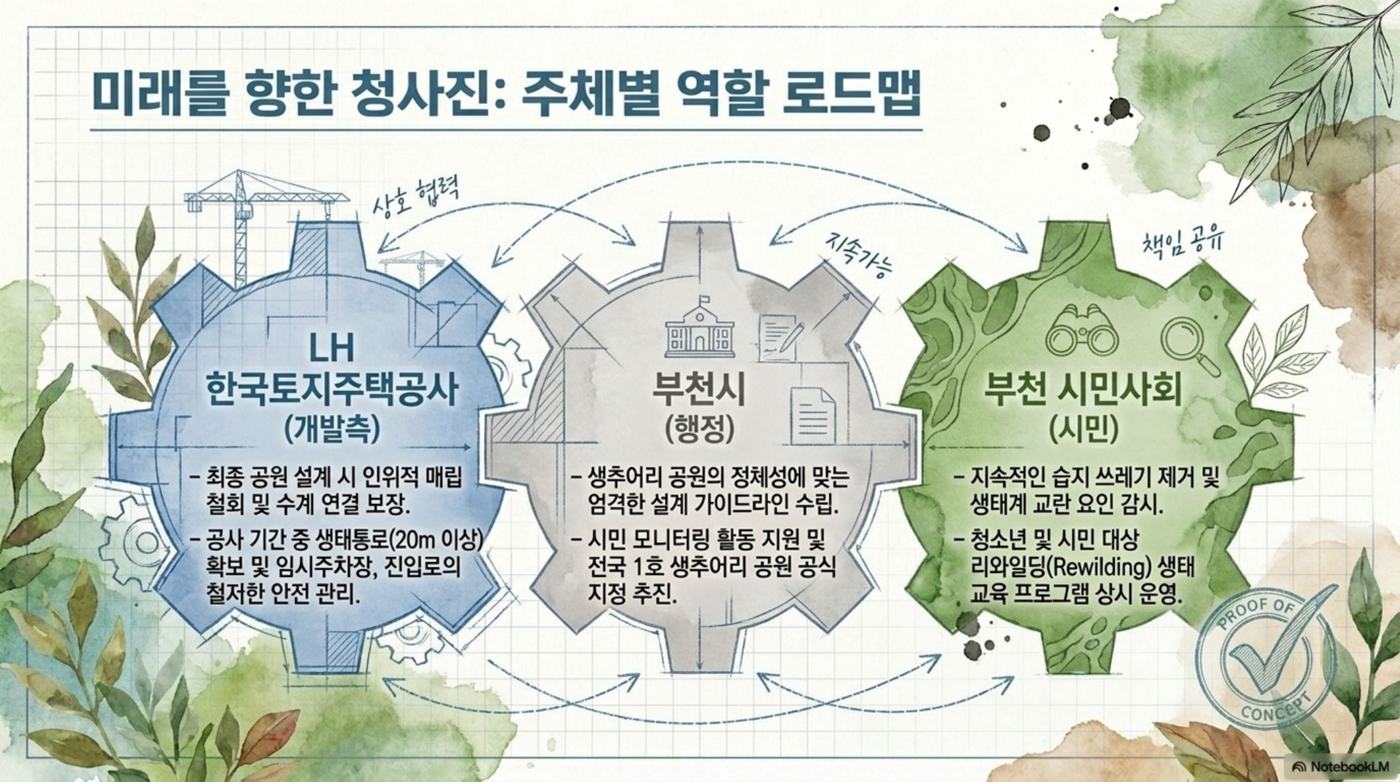 미래를 향한 청사진: 주체별 역할 로드맵
상호 협력
지속가능
책임 공유
LH
한국토지주택공사
(개발측)
- 최종 공원 설계 시 인위적 매립
철회 및 수계 연결 보장.
- 공사 기간 중 생태통로(20m 이상)
확보 및 임시주차장, 진입로의
철저한 안전 관리.
부천시
(행정)
- 생추어리 공원의 정체성에 맞는
엄격한 설계 가이드라인 수립.
- 시민 모니터링 활동 지원 및
전국 1호 생추어리 공원 공식
지정 추진.
부천 시민사회
(시민)
- 지속적인 습지 쓰레기 제거 및
생태계 교란 요인 감시.
- 청소년 및 시민 대상
리와일딩(Rewilding) 생태
교육 프로그램 상시 운영.
PROOF OF
CONCEPT
NotebookLM